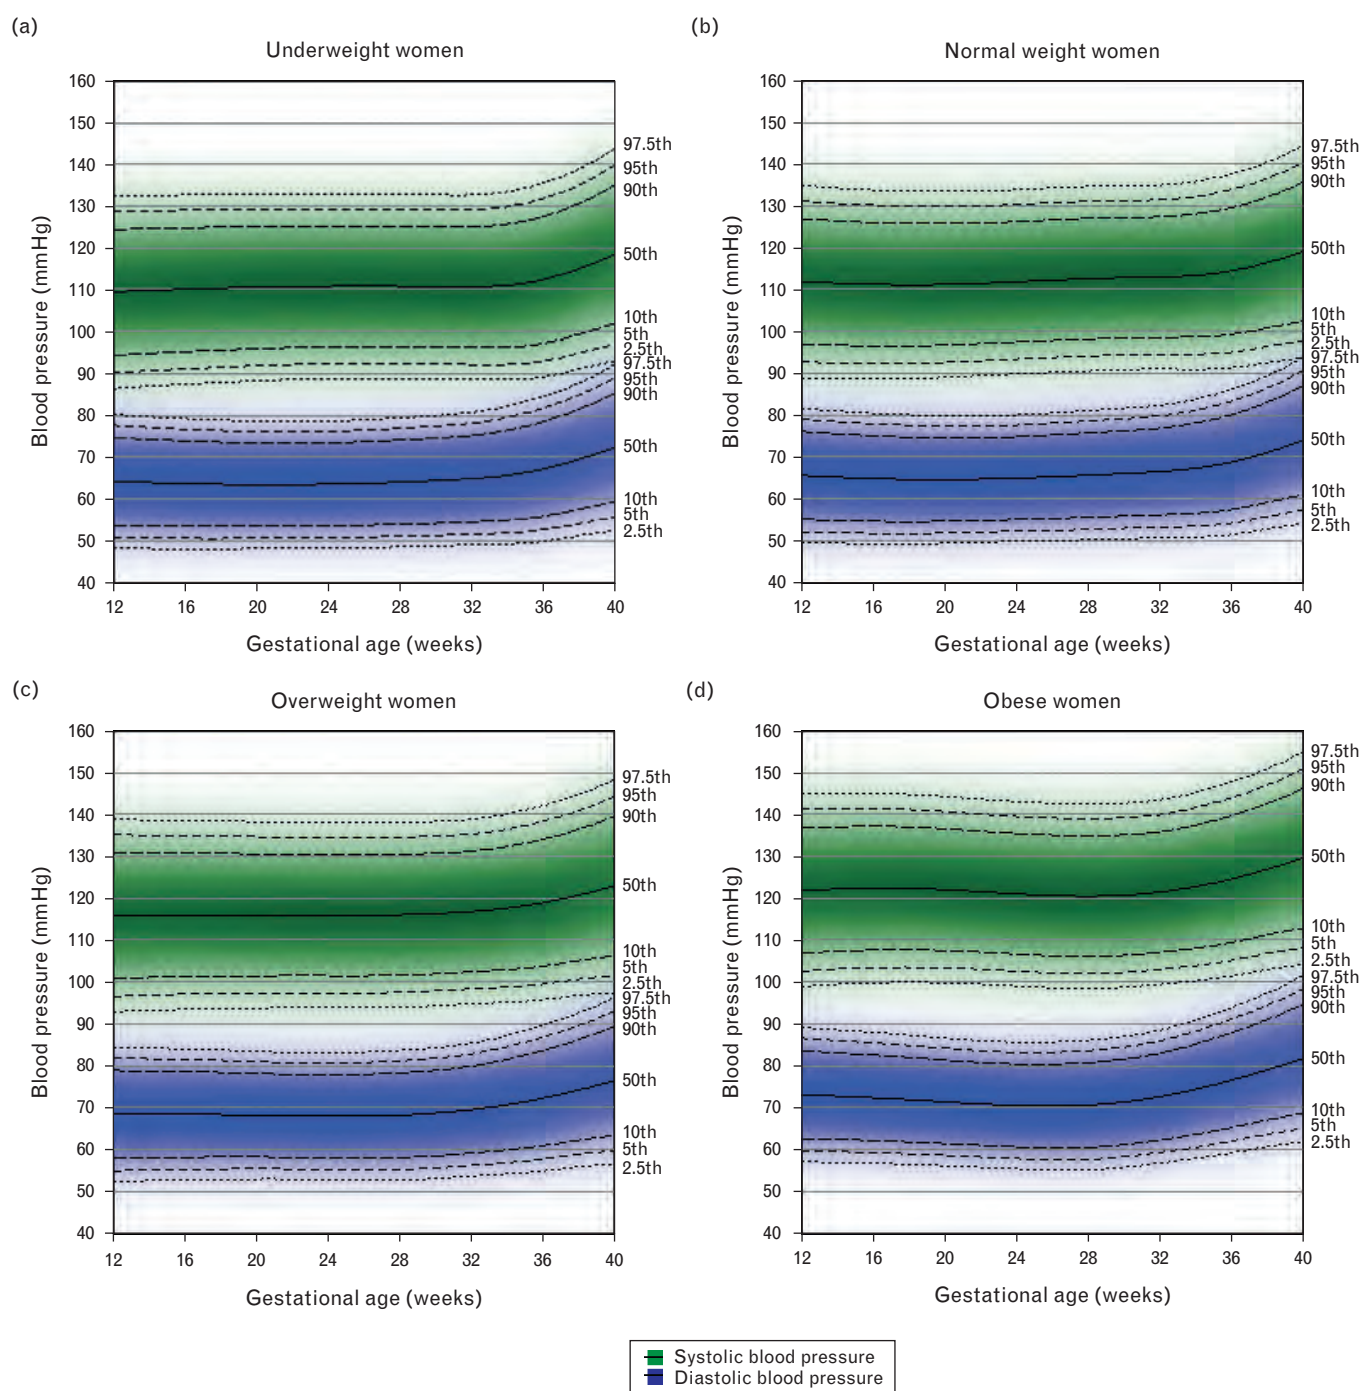 (a)
Underweight women
160
150
140
130
120
110
100
90
80
70
60
50
40
Blood pressure (mmHg)
97.5th
95th
90th
50th
10th
5th
2.5th
97.5th
95th
90th
50th
10th
5th
2.5th
12 16 20 24 28 32 36 40
Gestational age (weeks)
(b)
Normal weight women
160
150
140
130
120
110
100
90
80
70
60
50
40
Blood pressure (mmHg)
97.5th
95th
90th
50th
10th
5th
2.5th
97.5th
95th
90th
50th
10th
5th
2.5th
12 16 20 24 28 32 36 40
Gestational age (weeks)
(c)
Overweight women
160
150
140
130
120
110
100
90
80
70
60
50
40
Blood pressure (mmHg)
97.5th
95th
90th
50th
10th
5th
2.5th
97.5th
95th
90th
50th
10th
5th
2.5th
12 16 20 24 28 32 36 40
Gestational age (weeks)
(d)
Obese women
160
150
140
130
120
110
100
90
80
70
60
50
40
Blood pressure (mmHg)
97.5th
95th
90th
50th
10th
5th
2.5th
97.5th
95th
90th
50th
10th
5th
2.5th
12 16 20 24 28 32 36 40
Gestational age (weeks)
Systolic blood pressure
Diastolic blood pressure